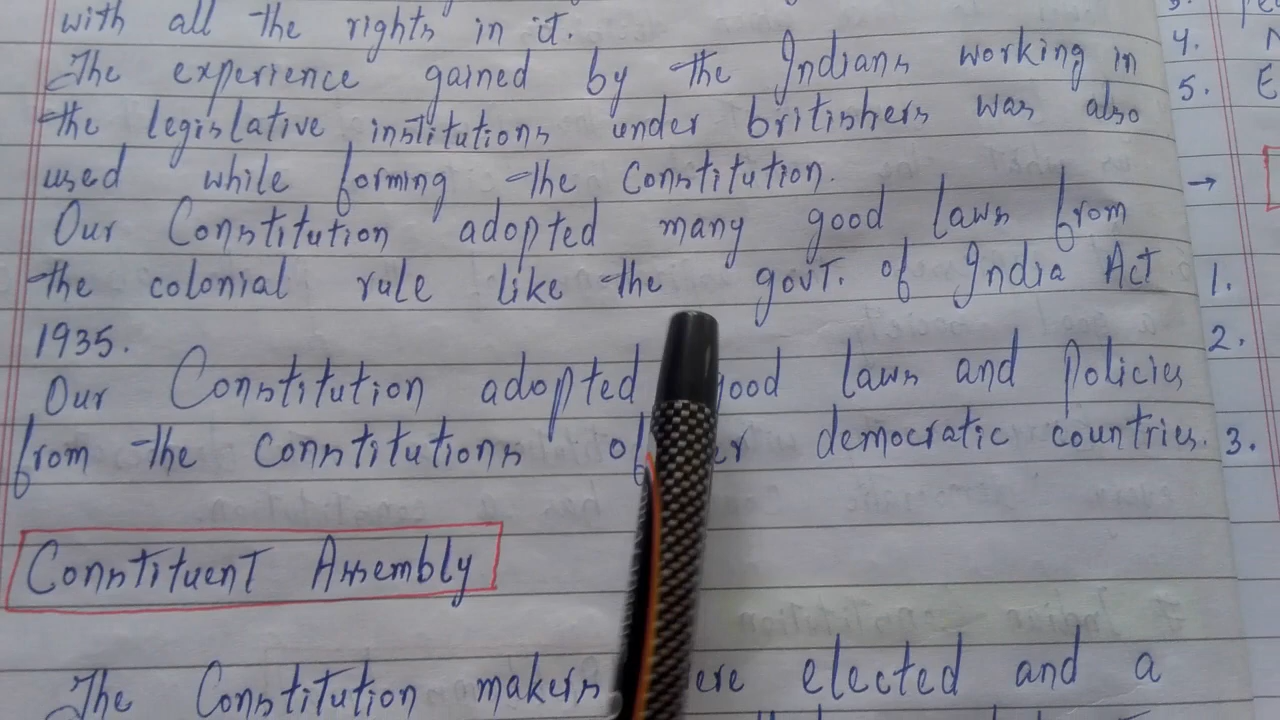 with all the rights in it.
The experience gained by the Indians working in
the legislative institutions under britishers was also
used while forming the Constitution.
Our Constitution adopted many good laws from
the colonial rule like the govt. of India Act
1935.
Our Constitution adopted good laws and Policies
from the constitutions of democratic countries.
Constituent Assembly
The Constitution makers were elected and a
4.
5.
→
1.
2.
3.